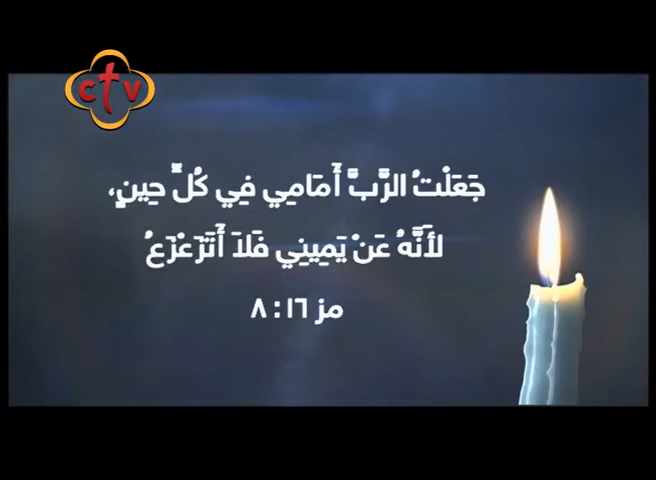 ctv
جَعَلْتُ الرَّبَّ أَمَامِي فِي كُلِّ حِينٍ،
لأَنَّهُ عَنْ يَمِينِي فَلاَ أَتَزَعْزَعُ
مز ١٦ : ٨